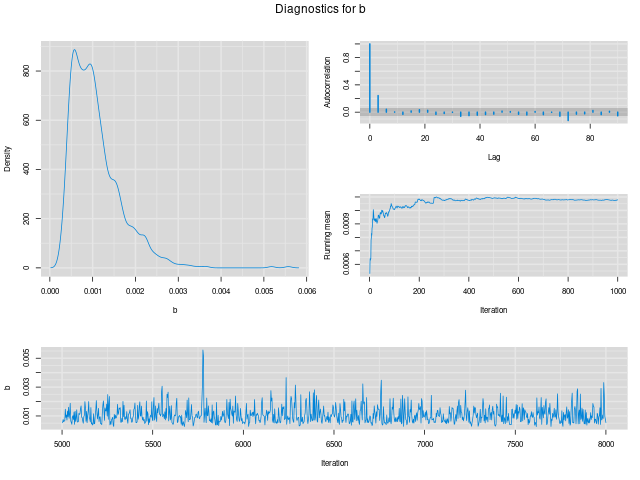 Diagnostics for b
Density
800
600
400
200
0
0.000 0.001 0.002 0.003 0.004 0.005 0.006
b
Autocorrelation
0.8
0.4
0.0
0 20 40 60 80
Lag
Running mean
0.0009
0.0006
0 200 400 600 800 1000
Iteration
b
0.005
0.003
0.001
5000 5500 6000 6500 7000 7500 8000
Iteration